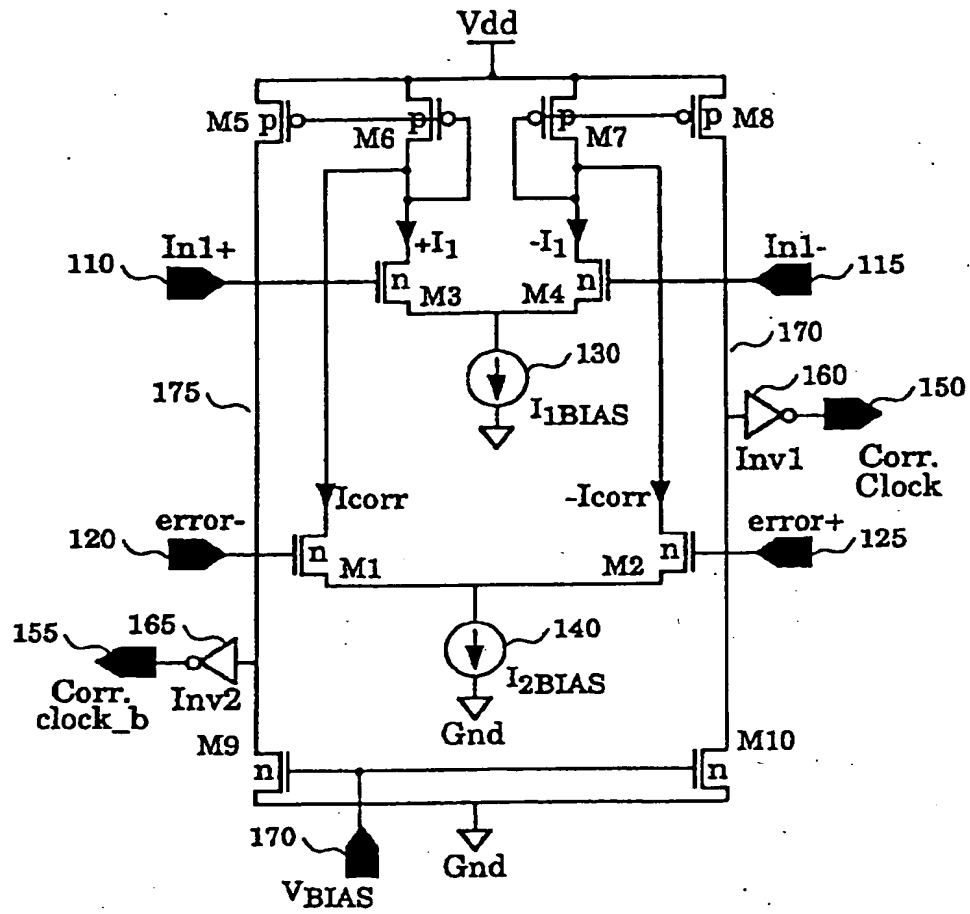 Vdd
M5 p p M6 p M7 p M8
In1+ +I1 -I1 In1-
110 n M3 M4 n 115
130 170
175 I1BIAS 160 150
Inv1 Corr. Clock
Icorr -Icorr
error- error+
120 n M1 M2 n 125
155 165 140
Corr. clock_b Inv2 I2BIAS
Gnd
M9 M10
n n
170 Gnd
VBIAS